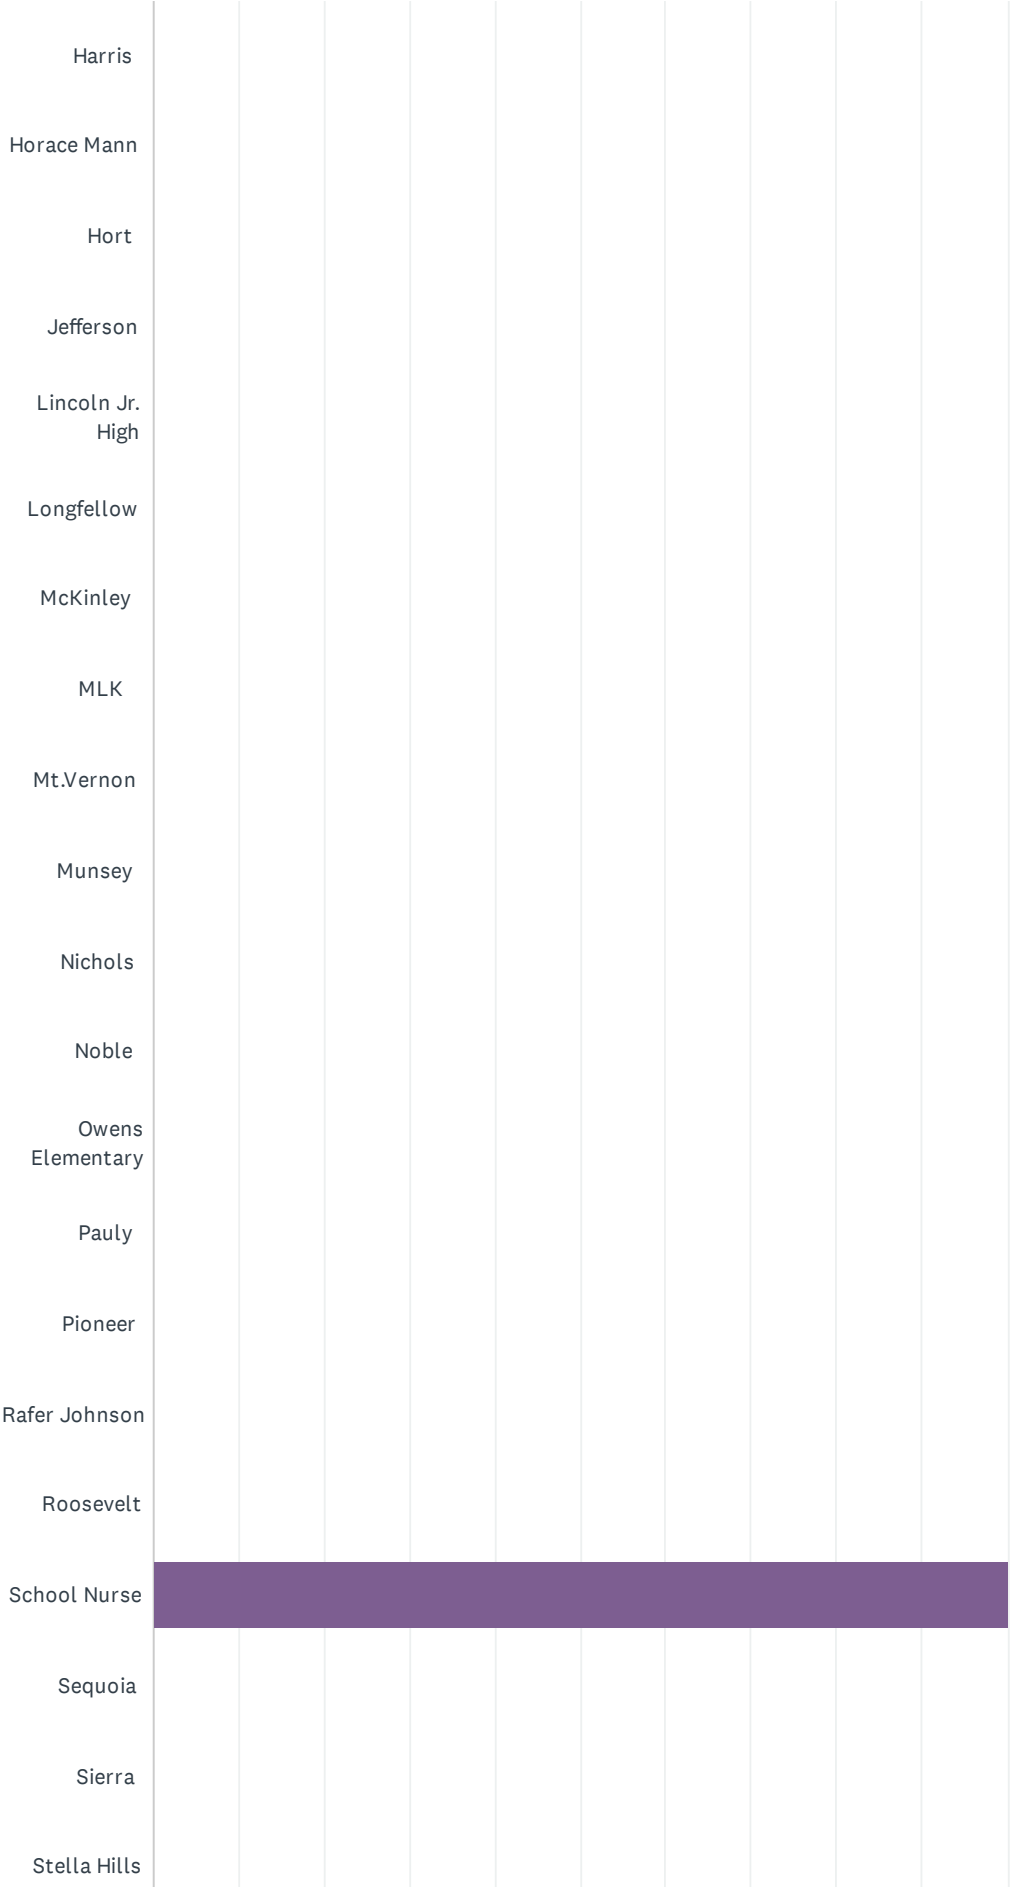 Harris
Horace Mann
Hort
Jefferson
Lincoln Jr.
High
Longfellow
McKinley
MLK
Mt.Vernon
Munsey
Nichols
Noble
Owens
Elementary
Pauly
Pioneer
Rafer Johnson
Roosevelt
School Nurse
Sequoia
Sierra
Stella Hills